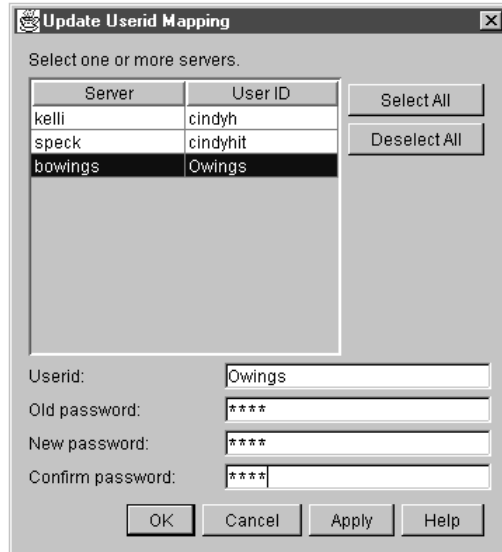 Update Userid Mapping
Select one or more servers.
Server User ID
Select All
kelli cindyh
speck cindyhit
Deselect All
bowings Owings
Userid: Owings
Old password: ****
New password: ****
Confirm password: ****
OK Cancel Apply Help